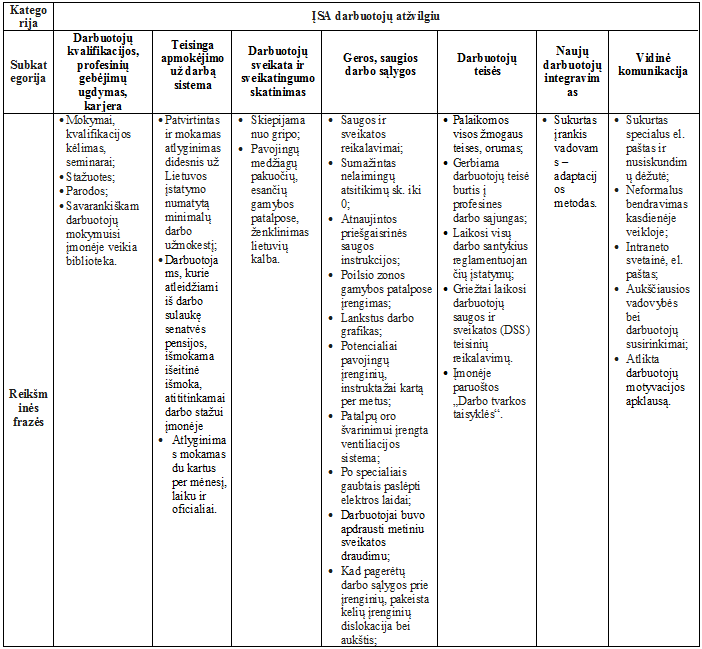 Katego
rija
ĮSA darbuotojų atžvilgiu
Subkat
egorija
Darbuotojų
kvalifikacijos,
profesinių
gebėjimų
ugdymas,
karjera
Teisinga
apmokėjimo
už darbą
sistema
Darbuotojų
sveikata ir
sveikatingumo
skatinimas
Geros, saugios
darbo sąlygos
Darbuotojų
teisės
Naujų
darbuotojų
integravim
as
Vidinė
komunikacija
Reikšm
inės
frazės
• Mokymai,
kvalifikacijos
kėlimas,
seminarai;
• Stažuotes;
• Parodos;
• Savarankiškam
darbuotojų
mokymuisi
įmonėje veikia
biblioteka.
• Patvirtintas
ir mokamas
atlyginimas
didesnis už
Lietuvos
įstatymo
numatytą
minimalų
darbo
užmokestį;
• Darbuotoja
ms, kurie
atleidžiami
iš darbo
sulaukę
senatvės
pensijos,
išmokama
išeitinė
išmoka,
atititinkamai
darbo stažui
įmonėje
• Atlyginima
s mokamas
du kartus
per mėnesį,
laiku ir
oficialiai.
• Skiepijama
nuo gripo;
• Pavojingų
medžiagų
pakuočių,
esančių
gamybos
patalpose,
ženklinimas
lietuvių
kalba.
• Saugos ir
sveikatos
reikalavimai;
• Sumažintas
nelaimingų
atsitikimų sk. iki
0;
• Atnaujintos
priešgaisrinės
saugos
instrukcijos;
• Poilsio zonos
gamybos patalpose
įrengimas;
• Lankstus darbo
grafikas;
• Potencialiai
pavojingų
įrenginių,
instruktažai kartą
per metus;
• Patalpų oro
švarinimui įrengta
ventiliacijos
sistema;
• Po specialiais
gaubtais paslėpti
elektros laidai;
• Darbuotojai buvo
apdrausti metiniu
sveikatos
draudimu;
• Kad pagerėtų
darbo sąlygos prie
įrenginių, pakeista
kelių įrenginių
dislokacija bei
aukštis;
• Palaikomos
visos žmogaus
teises, orumas;
• Gerbiama
darbuotojų teisė
burtis į
profesines
darbo sąjungas;
• Laikosi visų
darbo santykius
reglamentuojan
čių įstatymų;
• Griežtai laikosi
darbuotojų
saugos ir
sveikatos (DSS)
teisinių
reikalavimų.
• Įmonėje
paruoštos
„Darbo tvarkos
taisyklės“.
• Sukurtas
įrankis
vadovam
s –
adaptacij
os
metodas.
• Sukurtas
specialus el.
paštas ir
nusiskundim
ų dėžutė;
• Neformalus
bendravimas
kasdienėje
veikloje;
• Intraneto
svetainė, el.
paštas;
• Aukščiausios
vadovybės
bei
darbuotojų
susirinkimai;
• Atlikta
darbuotojų
motyvacijos
apklausą.